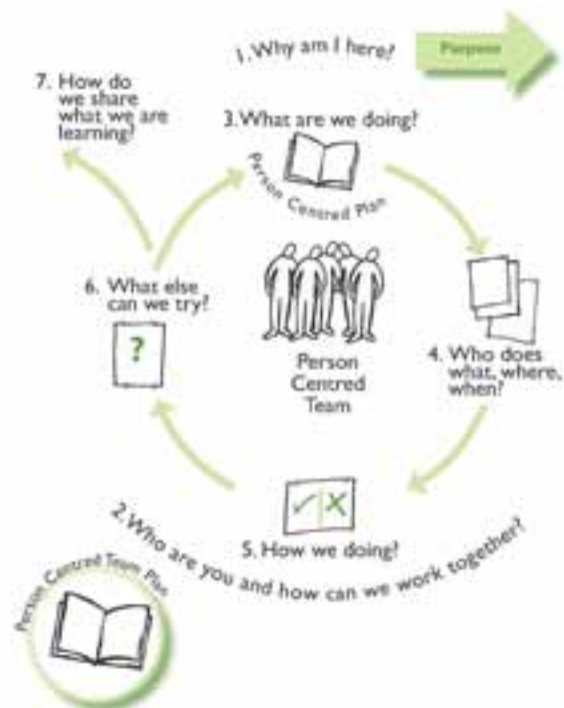 1. Why am I here?
Purpose
7. How do
we share
what we are
learning?
3. What are we doing?
Person Centred Plan
6. What else
can we try?
?
Person
Centred
Team
4. Who does
what, where,
when?
5. How we doing?
2. Who are you and how can we work together?
Person Centred Team Plan